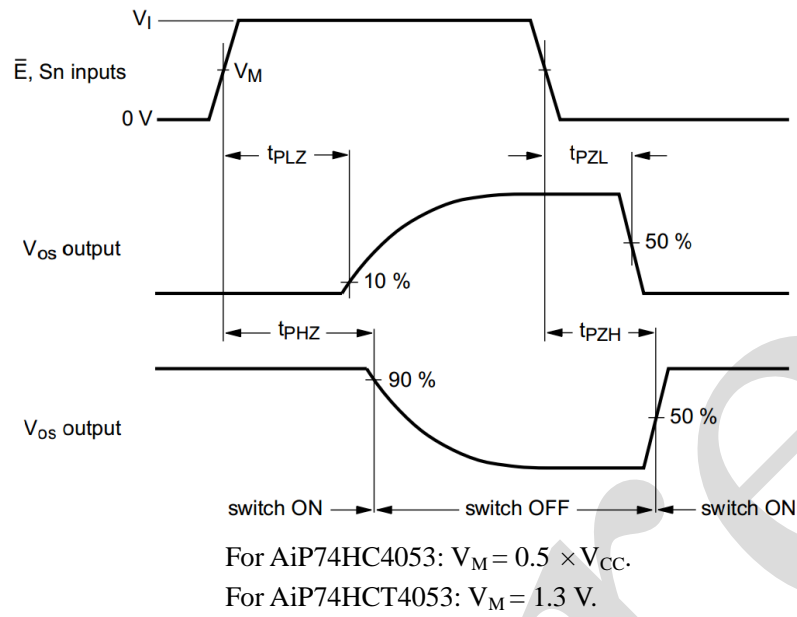 V_I
E̅, Sn inputs
V_M
0 V
t_PLZ
t_PZL
V_os output
50 %
10 %
t_PHZ
t_PZH
90 %
V_os output
50 %
switch ON
switch OFF
switch ON
For AiP74HC4053: V_M = 0.5 × V_CC.
For AiP74HCT4053: V_M = 1.3 V.